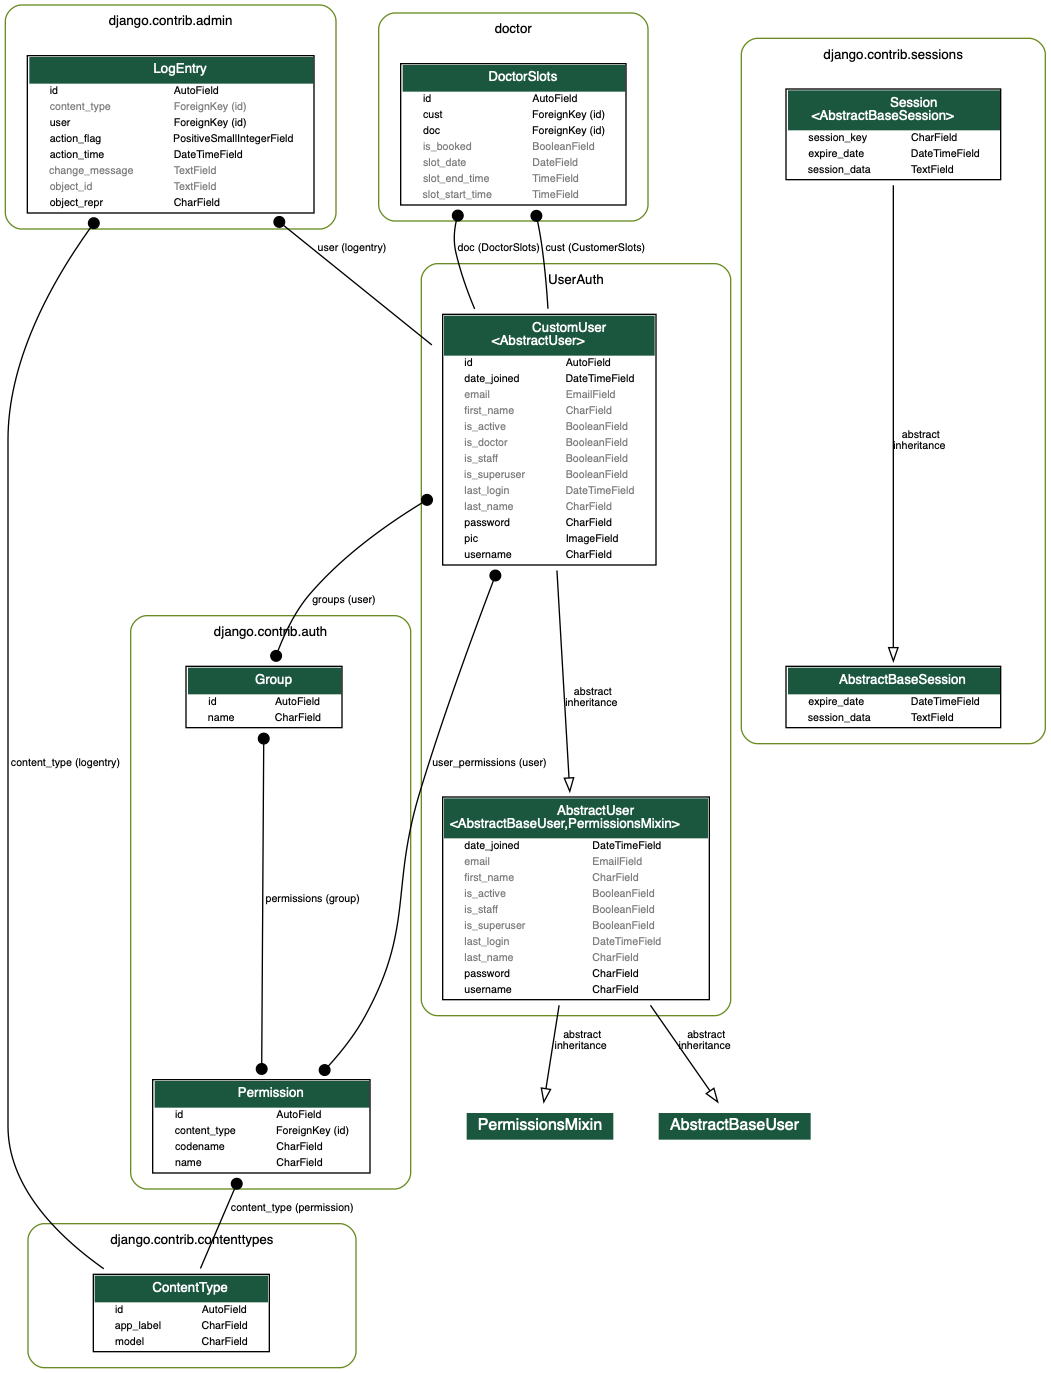 django.contrib.admin
LogEntry
id AutoField
content_type ForeignKey (id)
user ForeignKey (id)
action_flag PositiveSmallIntegerField
action_time DateTimeField
change_message TextField
object_id TextField
object_repr CharField
doctor
DoctorSlots
id AutoField
cust ForeignKey (id)
doc ForeignKey (id)
is_booked BooleanField
slot_date DateField
slot_end_time TimeField
slot_start_time TimeField
django.contrib.sessions
Session
<AbstractBaseSession>
session_key CharField
expire_date DateTimeField
session_data TextField
user (logentry)
doc (DoctorSlots)
cust (CustomerSlots)
UserAuth
CustomUser
<AbstractUser>
id AutoField
date_joined DateTimeField
email EmailField
first_name CharField
is_active BooleanField
is_doctor BooleanField
is_staff BooleanField
is_superuser BooleanField
last_login DateTimeField
last_name CharField
password CharField
pic ImageField
username CharField
abstract
inheritance
groups (user)
django.contrib.auth
Group
id AutoField
name CharField
abstract
inheritance
AbstractBaseSession
expire_date DateTimeField
session_data TextField
content_type (logentry)
user_permissions (user)
AbstractUser
<AbstractBaseUser,PermissionsMixin>
date_joined DateTimeField
email EmailField
first_name CharField
is_active BooleanField
is_staff BooleanField
is_superuser BooleanField
last_login DateTimeField
last_name CharField
password CharField
username CharField
permissions (group)
abstract
inheritance
abstract
inheritance
Permission
id AutoField
content_type ForeignKey (id)
codename CharField
name CharField
PermissionsMixin
AbstractBaseUser
content_type (permission)
django.contrib.contenttypes
ContentType
id AutoField
app_label CharField
model CharField